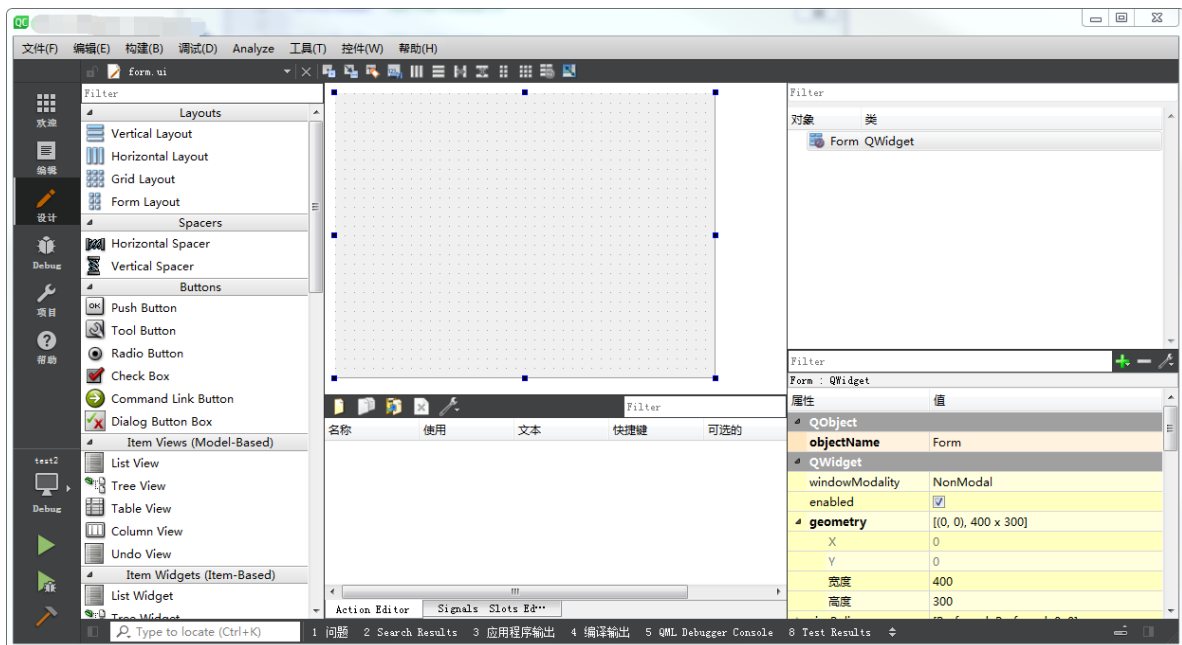 QC
文件(F) 编辑(E) 构建(B) 调试(D) Analyze 工具(T) 控件(W) 帮助(H)
form.ui
欢迎
编辑
设计
Debug
项目
帮助
test2
Debug
Filter
Layouts
Vertical Layout
Horizontal Layout
Grid Layout
Form Layout
Spacers
Horizontal Spacer
Vertical Spacer
Buttons
OK Push Button
Tool Button
Radio Button
Check Box
Command Link Button
Dialog Button Box
Item Views (Model-Based)
List View
Tree View
Table View
Column View
Undo View
Item Widgets (Item-Based)
List Widget
Tree Widget
Filter
名称 使用 文本 快捷键 可选的
Action Editor Signals Slots Ed…
Filter
对象 类
Form QWidget
Filter
Form : QWidget
属性 值
QObject
objectName Form
QWidget
windowModality NonModal
enabled
geometry [(0, 0), 400 x 300]
X 0
Y 0
宽度 400
高度 300
Type to locate (Ctrl+K) 1 问题 2 Search Results 3 应用程序输出 4 编译输出 5 QML Debugger Console 8 Test Results